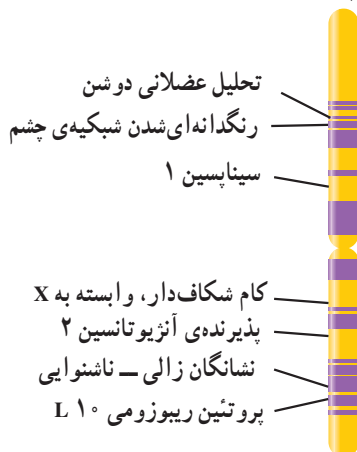 تحلیل عضلانی دوشن
رنگدانه‌ای‌شدن شبکیه‌ی چشم
سیناپسین ۱
کام شکاف‌دار، وابسته به X
پذیرنده‌ی آنژیوتانسین ۲
نشانگان زالی ــ ناشنوایی
پروتئین ریبوزومی L ۱۰